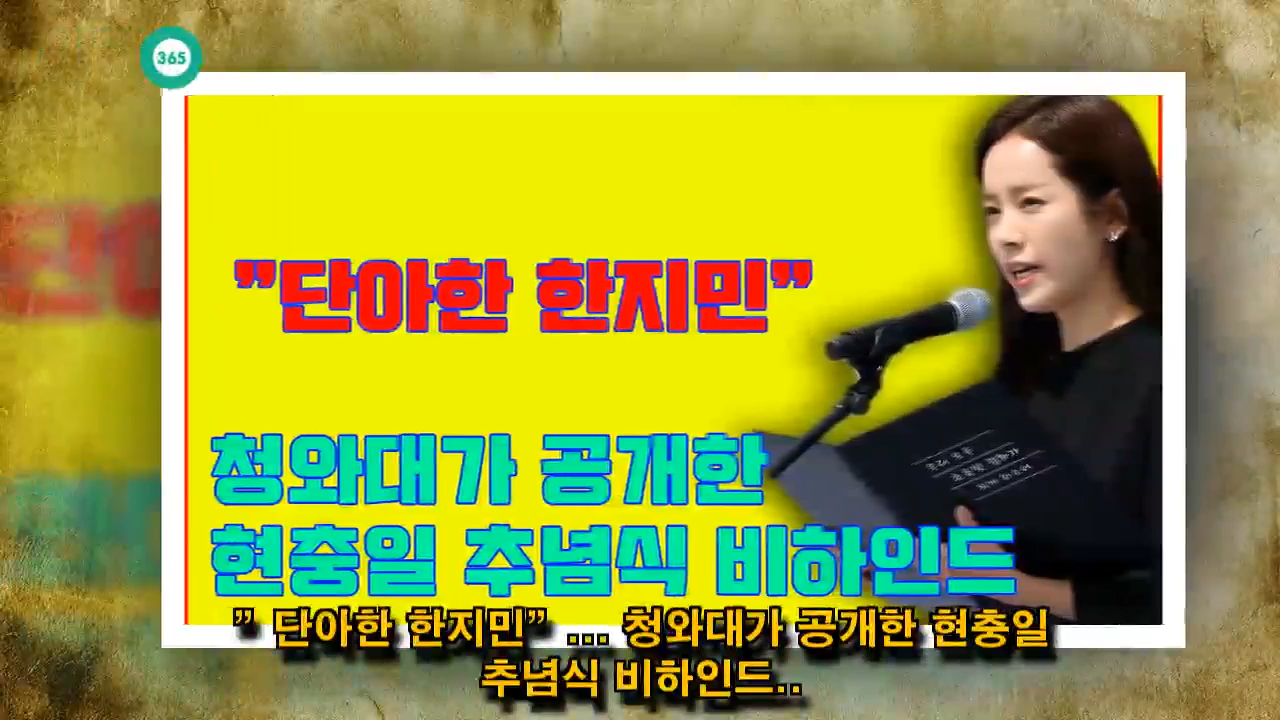 365
"단아한 한지민"
청와대가 공개한
현충일 추념식 비하인드
" 단아한 한지민" ... 청와대가 공개한 현충일
추념식 비하인드..